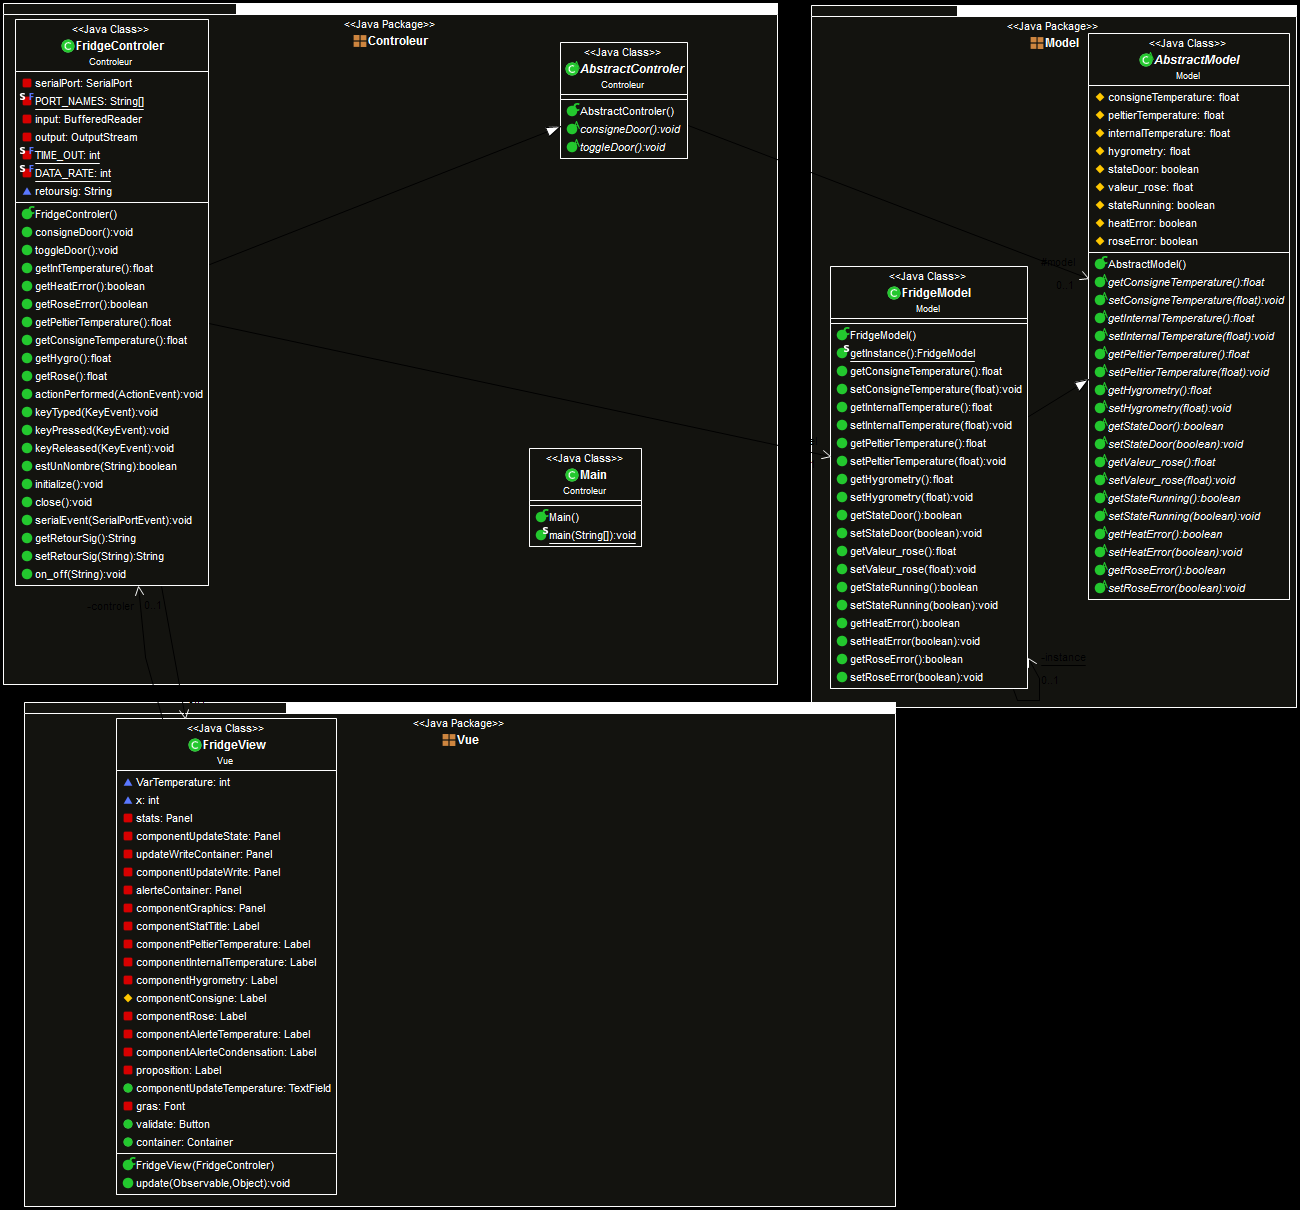 <<Java Package>>
Controleur
<<Java Class>>
FridgeControler
Controleur
serialPort: SerialPort
PORT_NAMES: String[]
input: BufferedReader
output: OutputStream
TIME_OUT: int
DATA_RATE: int
retoursig: String
FridgeControler()
consigneDoor():void
toggleDoor():void
getIntTemperature():float
getHeatError():boolean
getRoseError():boolean
getPeltierTemperature():float
getConsigneTemperature():float
getHygro():float
getRose():float
actionPerformed(ActionEvent):void
keyTyped(KeyEvent):void
keyPressed(KeyEvent):void
keyReleased(KeyEvent):void
estUnNombre(String):boolean
initialize():void
close():void
serialEvent(SerialPortEvent):void
getRetourSig():String
setRetourSig(String):String
on_off(String):void
<<Java Class>>
AbstractControler
Controleur
AbstractControler()
consigneDoor():void
toggleDoor():void
<<Java Class>>
Main
Controleur
Main()
main(String[]):void
-controler 0..1
<<Java Package>>
Model
<<Java Class>>
AbstractModel
Model
consigneTemperature: float
peltierTemperature: float
internalTemperature: float
hygrometry: float
stateDoor: boolean
valeur_rose: float
stateRunning: boolean
heatError: boolean
roseError: boolean
AbstractModel()
getConsigneTemperature():float
setConsigneTemperature(float):void
getInternalTemperature():float
setInternalTemperature(float):void
getPeltierTemperature():float
setPeltierTemperature(float):void
getHygrometry():float
setHygrometry(float):void
getStateDoor():boolean
setStateDoor(boolean):void
getValeur_rose():float
setValeur_rose(float):void
getStateRunning():boolean
setStateRunning(boolean):void
getHeatError():boolean
setHeatError(boolean):void
getRoseError():boolean
setRoseError(boolean):void
#model
0..1
<<Java Class>>
FridgeModel
Model
FridgeModel()
getInstance():FridgeModel
getConsigneTemperature():float
setConsigneTemperature(float):void
getInternalTemperature():float
setInternalTemperature(float):void
getPeltierTemperature():float
setPeltierTemperature(float):void
getHygrometry():float
setHygrometry(float):void
getStateDoor():boolean
setStateDoor(boolean):void
getValeur_rose():float
setValeur_rose(float):void
getStateRunning():boolean
setStateRunning(boolean):void
getHeatError():boolean
setHeatError(boolean):void
getRoseError():boolean
setRoseError(boolean):void
-instance
0..1
<<Java Package>>
Vue
<<Java Class>>
FridgeView
Vue
VarTemperature: int
x: int
stats: Panel
componentUpdateState: Panel
updateWriteContainer: Panel
componentUpdateWrite: Panel
alerteContainer: Panel
componentGraphics: Panel
componentStatTitle: Label
componentPeltierTemperature: Label
componentInternalTemperature: Label
componentHygrometry: Label
componentConsigne: Label
componentRose: Label
componentAlerteTemperature: Label
componentAlerteCondensation: Label
proposition: Label
componentUpdateTemperature: TextField
gras: Font
validate: Button
container: Container
FridgeView(FridgeControler)
update(Observable,Object):void